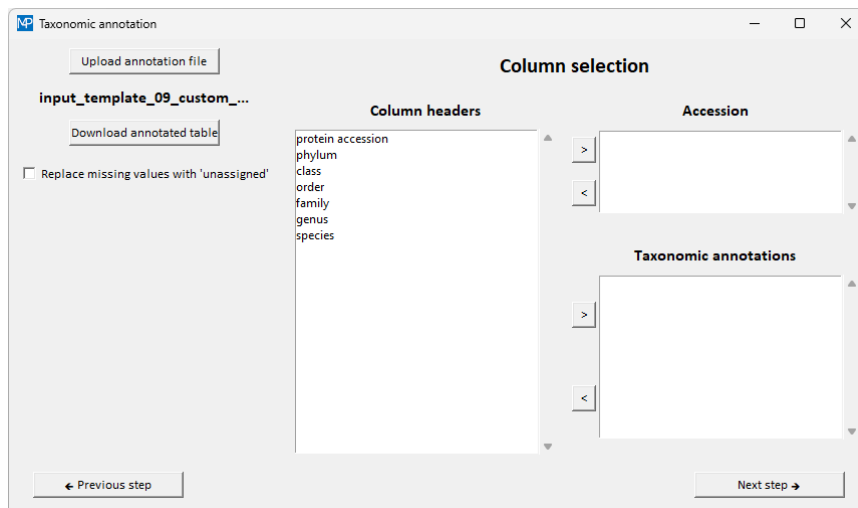 MP Taxonomic annotation
Upload annotation file
Column selection
input_template_09_custom_...
Column headers
Accession
Download annotated table
Replace missing values with 'unassigned'
protein accession
phylum
class
order
family
genus
species
>
<
Taxonomic annotations
>
<
← Previous step
Next step →